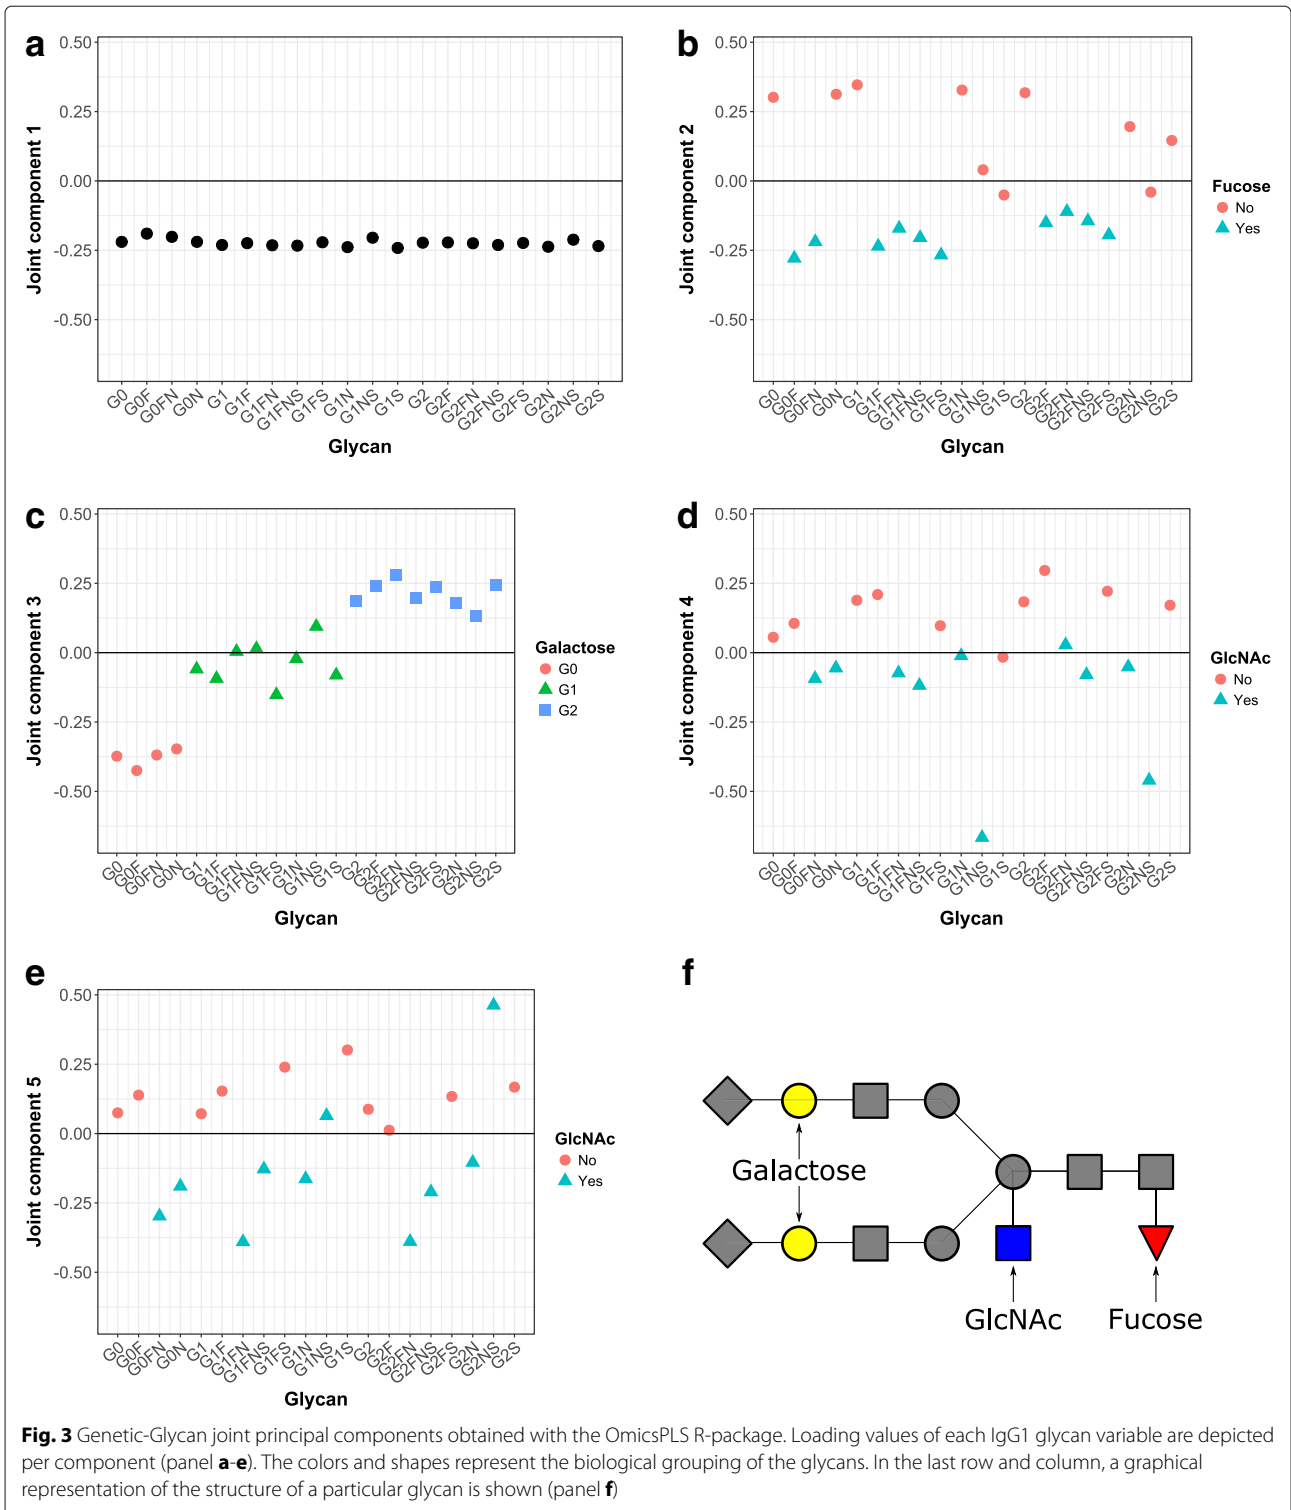 a
0.50
0.25
0.00
-0.25
-0.50
Joint component 1
G0
G0F
G0FN
G0N
G1
G1F
G1FN
G1FNS
G1FS
G1N
G1NS
G1S
G2
G2F
G2FN
G2FNS
G2FS
G2N
G2NS
G2S
Glycan
b
0.50
0.25
0.00
-0.25
-0.50
Joint component 2
G0
G0F
G0FN
G0N
G1
G1F
G1FN
G1FNS
G1FS
G1N
G1NS
G1S
G2
G2F
G2FN
G2FNS
G2FS
G2N
G2NS
G2S
Glycan
Fucose
No
Yes
c
0.50
0.25
0.00
-0.25
-0.50
Joint component 3
G0
G0F
G0FN
G0N
G1
G1F
G1FN
G1FNS
G1FS
G1N
G1NS
G1S
G2
G2F
G2FN
G2FNS
G2FS
G2N
G2NS
G2S
Glycan
Galactose
G0
G1
G2
d
0.50
0.25
0.00
-0.25
-0.50
Joint component 4
G0
G0F
G0FN
G0N
G1
G1F
G1FN
G1FNS
G1FS
G1N
G1NS
G1S
G2
G2F
G2FN
G2FNS
G2FS
G2N
G2NS
G2S
Glycan
GlcNAc
No
Yes
e
0.50
0.25
0.00
-0.25
-0.50
Joint component 5
G0
G0F
G0FN
G0N
G1
G1F
G1FN
G1FNS
G1FS
G1N
G1NS
G1S
G2
G2F
G2FN
G2FNS
G2FS
G2N
G2NS
G2S
Glycan
GlcNAc
No
Yes
f
Galactose
GlcNAc
Fucose
Fig. 3 Genetic-Glycan joint principal components obtained with the OmicsPLS R-package. Loading values of each IgG1 glycan variable are depicted
per component (panel a-e). The colors and shapes represent the biological grouping of the glycans. In the last row and column, a graphical
representation of the structure of a particular glycan is shown (panel f)